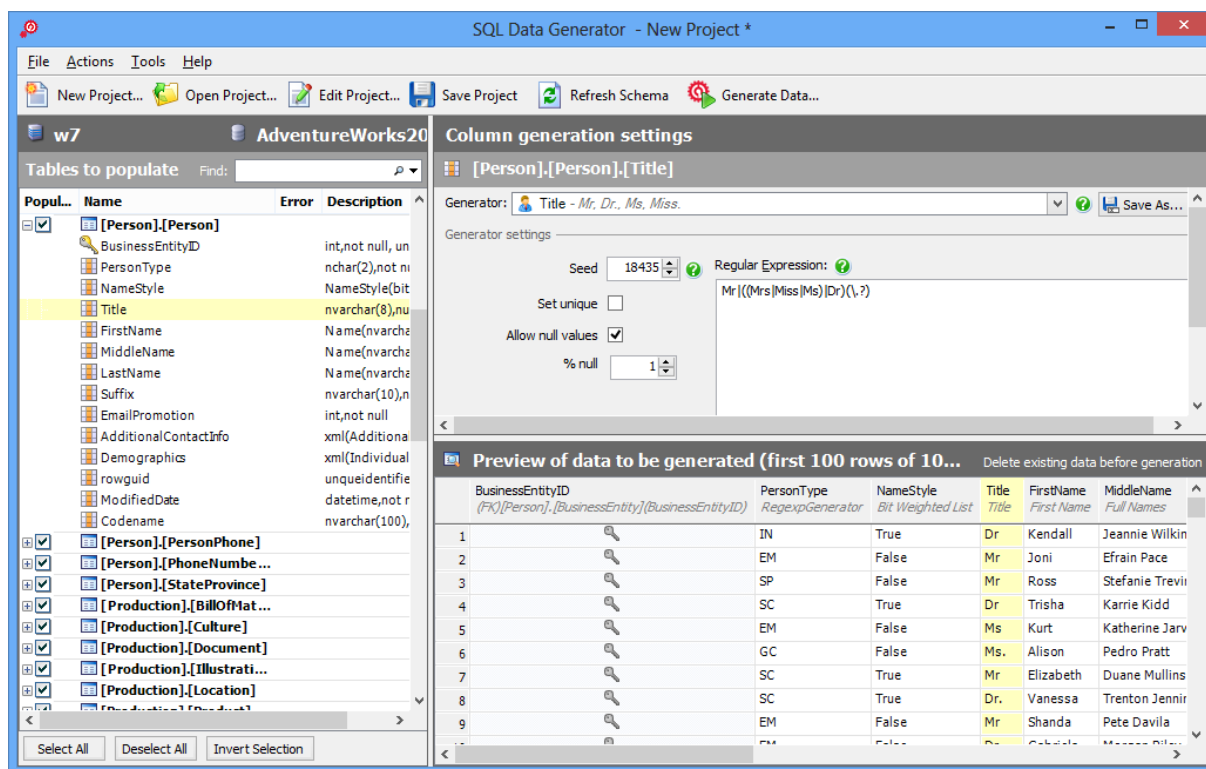 SQL Data Generator - New Project *
File Actions Tools Help
New Project... Open Project... Edit Project... Save Project Refresh Schema Generate Data...
w7 AdventureWorks20
Tables to populate Find:
Popul... Name Error Description
[Person].[Person]
BusinessEntityID int,not null, un
PersonType nchar(2),not nu
NameStyle NameStyle(bit
Title nvarchar(8),nu
FirstName Name(nvarcha
MiddleName Name(nvarcha
LastName Name(nvarcha
Suffix nvarchar(10),n
EmailPromotion int,not null
AdditionalContactInfo xml(Additiona
Demographics xml(Individual
rowguid unqueidentifie
ModifiedDate datetime,not r
Codename nvarchar(100),
[Person].[PersonPhone]
[Person].[PhoneNumbe...
[Person].[StateProvince]
[Production].[BillOfMat...
[Production].[Culture]
[Production].[Document]
[Production].[Illustrati...
[Production].[Location]
Select All Deselect All Invert Selection
Column generation settings
[Person].[Person].[Title]
Generator: Title - Mr, Dr., Ms, Miss. Save As...
Generator settings
Seed 18435 Regular Expression:
Mr|((Mrs|Miss|Ms)|Dr)(\.?)
Set unique
Allow null values
% null 1
Preview of data to be generated (first 100 rows of 10... Delete existing data before generation
BusinessEntityID PersonType NameStyle Title FirstName MiddleName
(FK)[Person].[BusinessEntity](BusinessEntityID) RegexpGenerator Bit Weighted List Title First Name Full Names
1 IN True Dr Kendall Jeannie Wilkin
2 EM False Mr Joni Efrain Pace
3 SP False Mr Ross Stefanie Trevi
4 SC True Dr Trisha Karrie Kidd
5 EM False Ms Kurt Katherine Jarv
6 GC False Ms. Alison Pedro Pratt
7 SC True Mr Elizabeth Duane Mullins
8 SC True Dr. Vanessa Trenton Jennin
9 EM False Mr Shanda Pete Davila